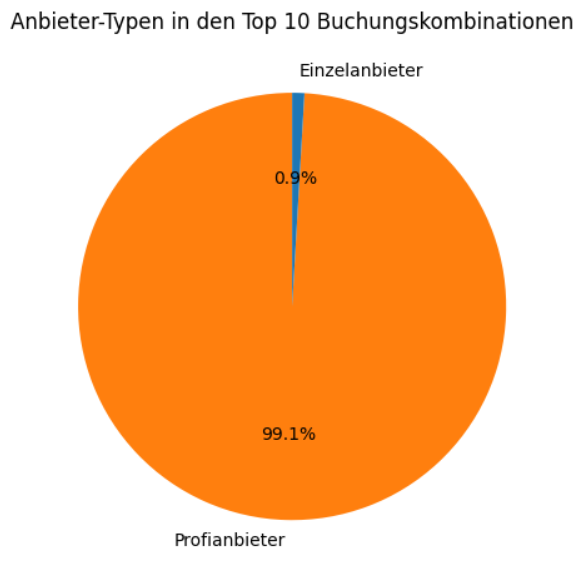 Anbieter-Typen in den Top 10 Buchungskombinationen
Einzelanbieter
0.9%
99.1%
Profianbieter